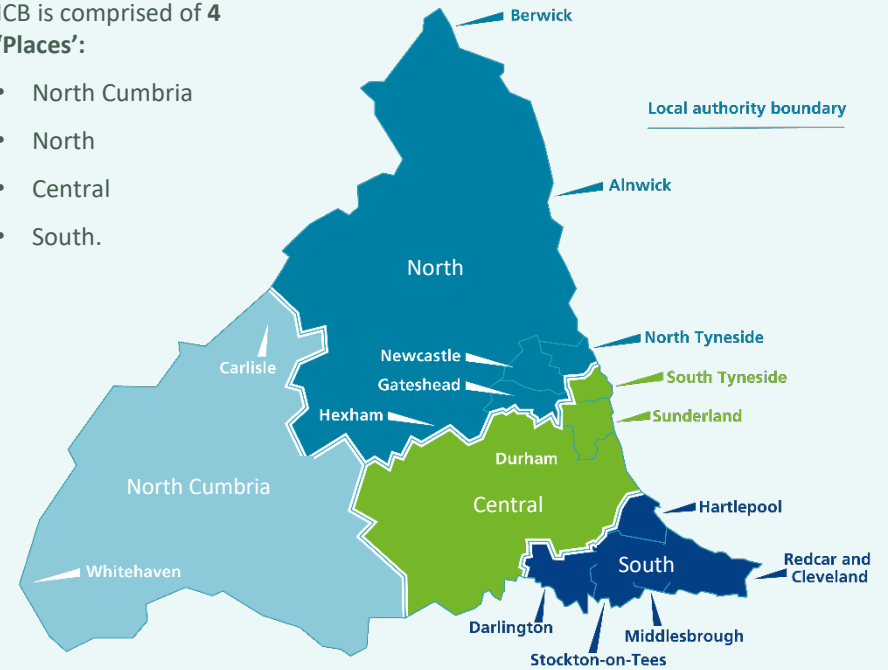 ICB is comprised of 4
'Places':
• North Cumbria
• North
• Central
• South.
Berwick
Local authority boundary
Alnwick
North
North Tyneside
Newcastle
Carlisle
South Tyneside
Gateshead
Hexham
Sunderland
Durham
North Cumbria
Central
Hartlepool
Redcar and
Cleveland
South
Whitehaven
Darlington
Middlesbrough
Stockton-on-Tees